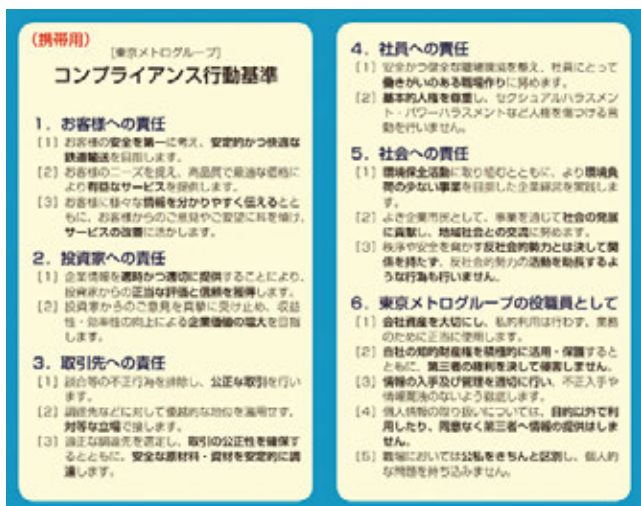 (携帯用)
[東京メトログループ]
コンプライアンス行動基準
1. お客様への責任
[1] お客様の安全を第一に考え、安定的かつ快適な
鉄道輸送を目指します。
[2] お客様のニーズを捉え、高品質で最適な価格に
より有益なサービスを提供します。
[3] お客様に様々な情報を分かりやすく伝えるとと
もに、お客様からのご意見やご要望に耳を傾け、
サービスの改善に活かします。
2. 投資家への責任
[1] 企業情報を適時かつ適切に提供することにより、
投資家からの正当な評価と信頼を獲得します。
[2] 投資家からのご意見を真摯に受け止め、収益
性・効率性の向上による企業価値の増大を目指
します。
3. 取引先への責任
[1] 談合等の不正行為を排除し、公正な取引を行い
ます。
[2] 調達先などに対して優越的な地位を濫用せず、
対等な立場で接します。
[3] 適正な調達先を選定し、取引の公正性を確保す
るとともに、安全な原材料・資材を安定的に調
達します。
4. 社員への責任
[1] 安全かつ健全な職場環境を整え、社員にとって
働きがいのある職場作りに努めます。
[2] 基本的人権を尊重し、セクシュアルハラスメン
ト・パワーハラスメントなど人権を傷つける言
動を行いません。
5. 社会への責任
[1] 環境保全活動に取り組むとともに、より環境負
荷の少ない事業を目指した企業経営を実践しま
す。
[2] よき企業市民として、事業を通じて社会の発展
に貢献し、地域社会との交流に努めます。
[3] 秩序や安全を脅かす反社会的勢力とは決して関
係を持たず、反社会的勢力の活動を助長するよ
うな行為も行いません。
6. 東京メトログループの役職員として
[1] 会社資産を大切にし、私的利用は行わず、業務
のために正当に使用します。
[2] 自社の知的財産権を積極的に活用・保護すると
ともに、第三者の権利を決して侵害しません。
[3] 情報の入手及び管理を適切に行い、不正入手や
情報漏洩のないよう徹底します。
[4] 個人情報の取り扱いについては、目的以外で利
用したり、同意なく第三者へ情報の提供はしま
せん。
[5] 職場においては公私をきちんと区別し、個人的
な問題を持ち込みません。